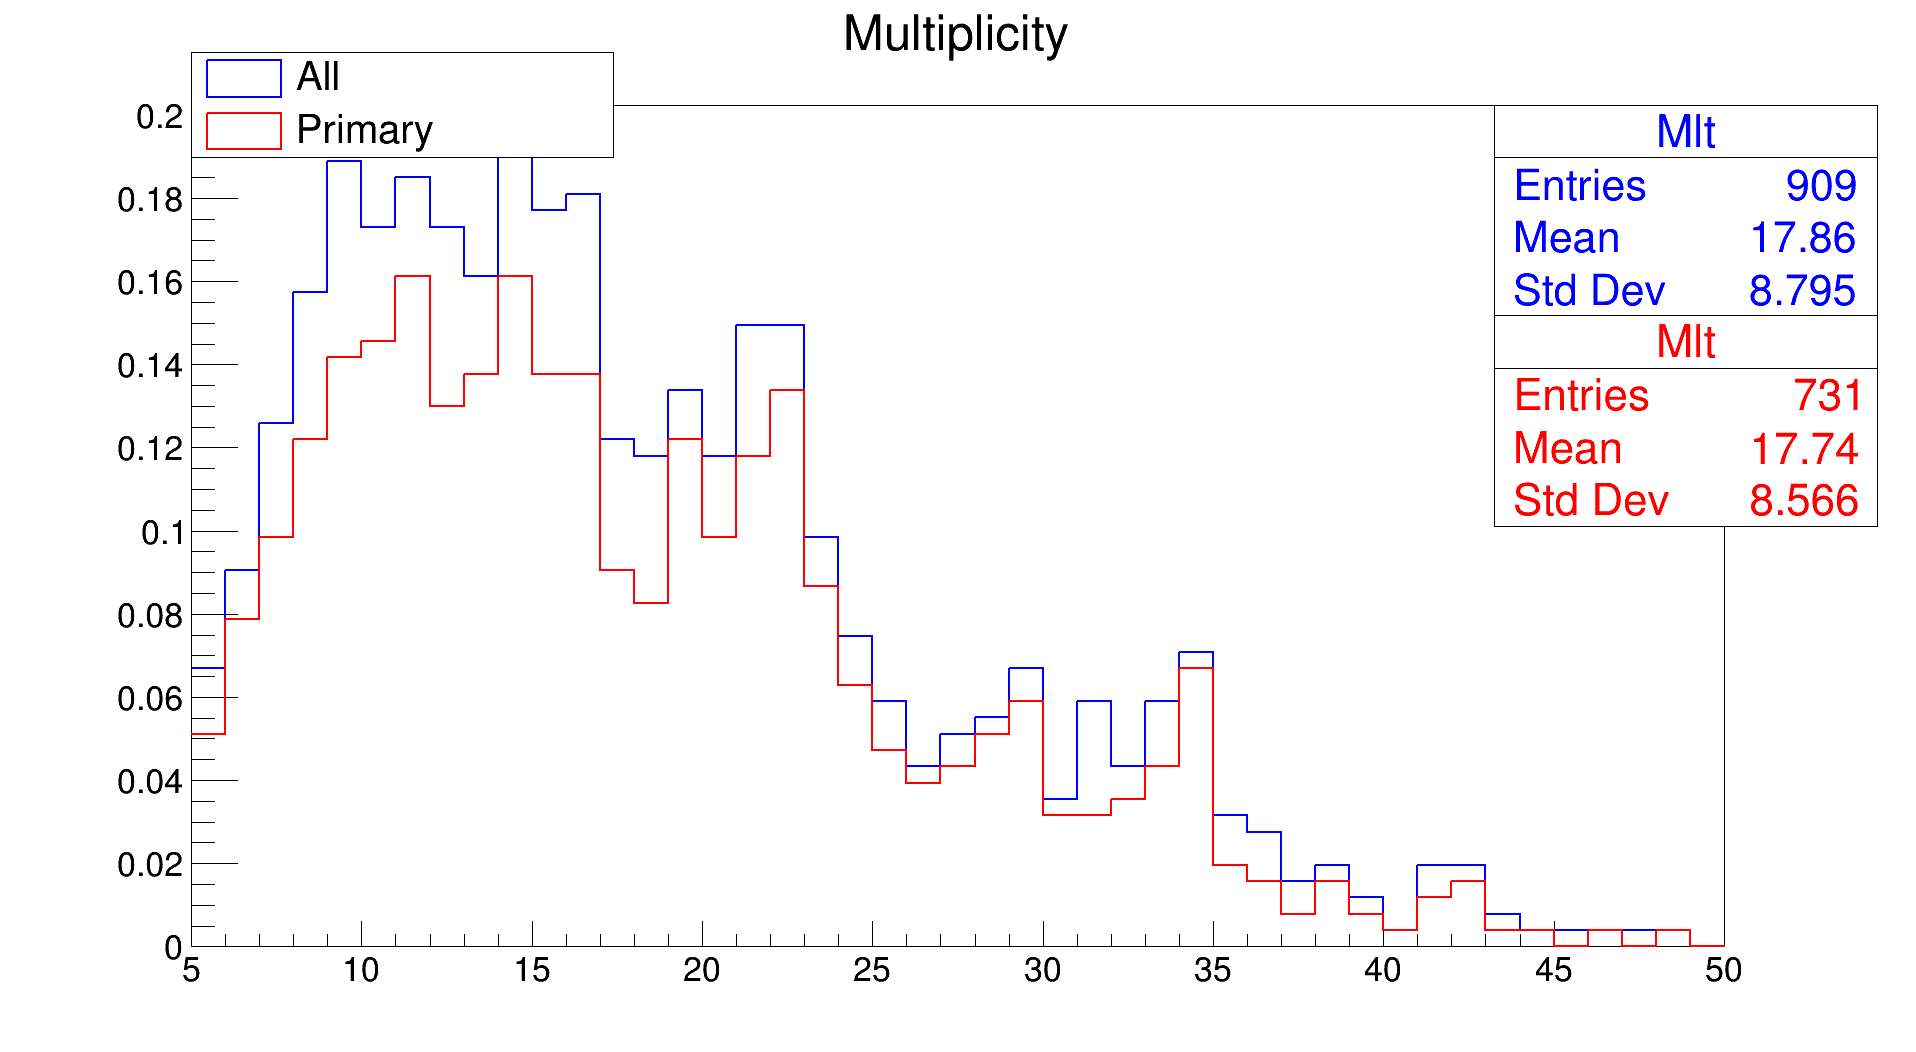 Multiplicity
All
Primary
Mlt
Entries 909
Mean 17.86
Std Dev 8.795
Mlt
Entries 731
Mean 17.74
Std Dev 8.566
0.2
0.18
0.16
0.14
0.12
0.1
0.08
0.06
0.04
0.02
0
5 10 15 20 25 30 35 40 45 50